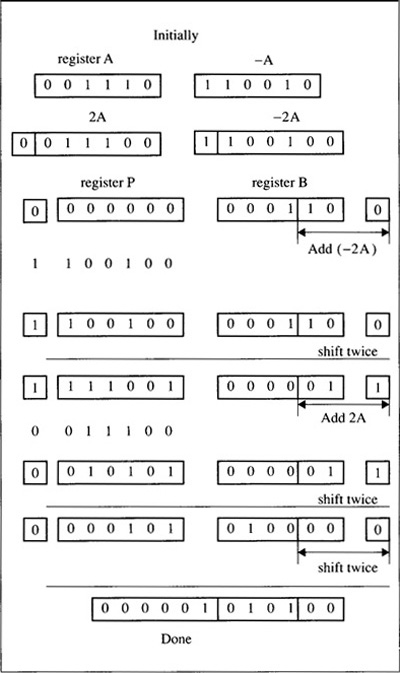 Initially
register A −A
0 0 1 1 1 0 1 1 0 0 1 0
2A −2A
0 0 1 1 1 0 0 1 1 0 0 1 0 0
register P register B
0 0 0 0 0 0 0 0 0 0 1 1 0 0
Add (−2A)
1 1 0 0 1 0 0
1 1 0 0 1 0 0 0 0 0 1 1 0 0
shift twice
1 1 1 1 0 0 1 0 0 0 0 0 1 1
Add 2A
0 0 1 1 1 0 0
0 0 1 0 1 0 1 0 0 0 0 0 1 1
shift twice
0 0 0 0 1 0 1 0 1 0 0 0 0 0
shift twice
0 0 0 0 0 1 0 1 0 1 0 0
Done